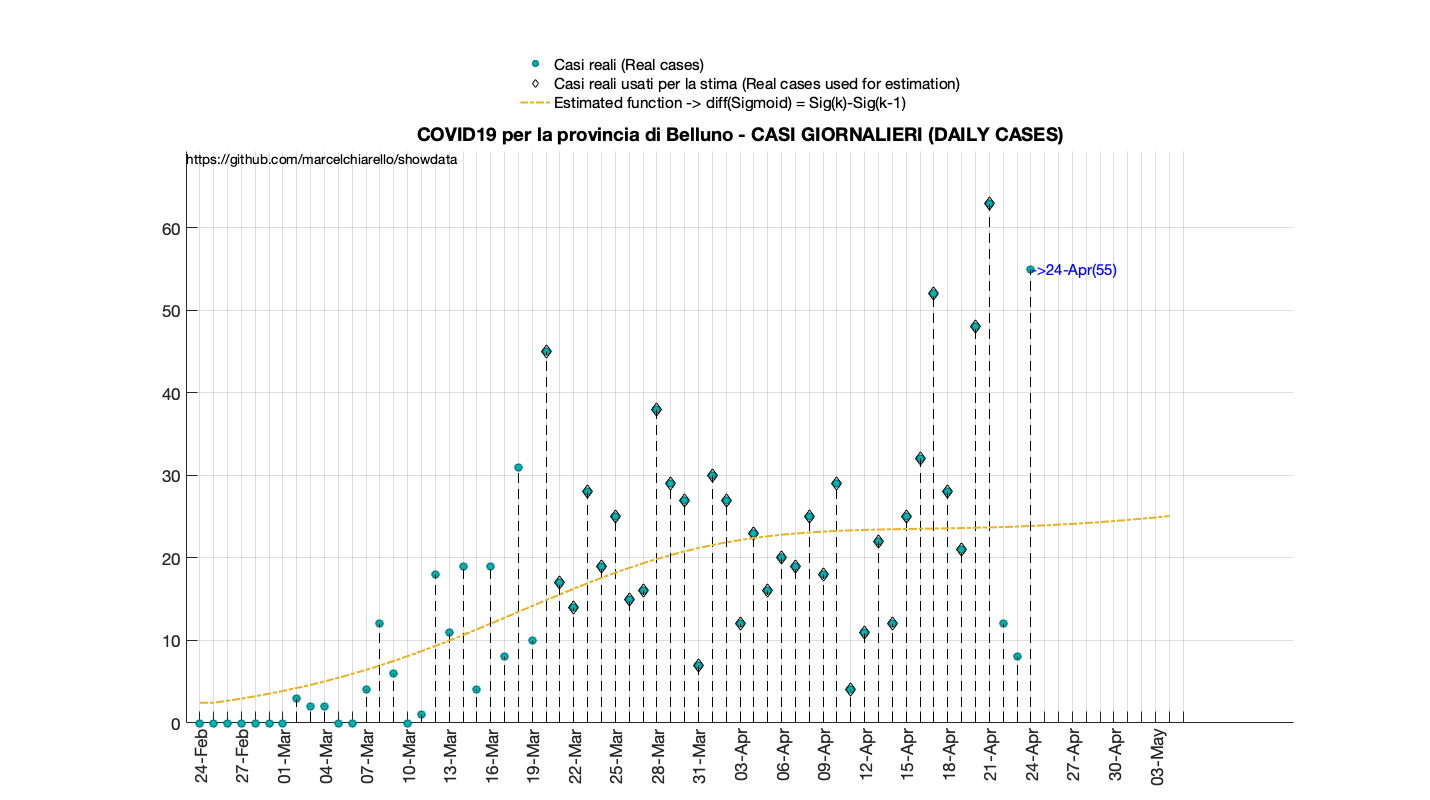 Casi reali (Real cases)
Casi reali usati per la stima (Real cases used for estimation)
Estimated function -> diff(Sigmoid) = Sig(k)-Sig(k-1)
COVID19 per la provincia di Belluno - CASI GIORNALIERI (DAILY CASES)
https://github.com/marcelchiarello/showdata
60
->24-Apr(55)
50
40
30
20
10
0
24-Feb
27-Feb
01-Mar
04-Mar
07-Mar
10-Mar
13-Mar
16-Mar
19-Mar
22-Mar
25-Mar
28-Mar
31-Mar
03-Apr
06-Apr
09-Apr
12-Apr
15-Apr
18-Apr
21-Apr
24-Apr
27-Apr
30-Apr
03-May